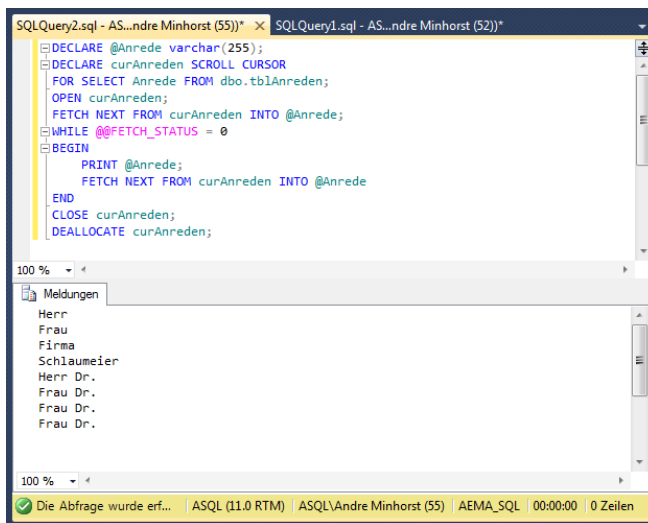 SQLQuery2.sql - AS...ndre Minhorst (55))* SQLQuery1.sql - AS...ndre Minhorst (52))*
DECLARE @Anrede varchar(255);
DECLARE curAnreden SCROLL CURSOR
FOR SELECT Anrede FROM dbo.tblAnreden;
OPEN curAnreden;
FETCH NEXT FROM curAnreden INTO @Anrede;
WHILE @@FETCH_STATUS = 0
BEGIN
PRINT @Anrede;
FETCH NEXT FROM curAnreden INTO @Anrede
END
CLOSE curAnreden;
DEALLOCATE curAnreden;
100 %
Meldungen
Herr
Frau
Firma
Schlaumeier
Herr Dr.
Frau Dr.
Frau Dr.
Frau Dr.
100 %
Die Abfrage wurde erf... ASQL (11.0 RTM) ASQL\Andre Minhorst (55) AEMA_SQL 00:00:00 0 Zeilen